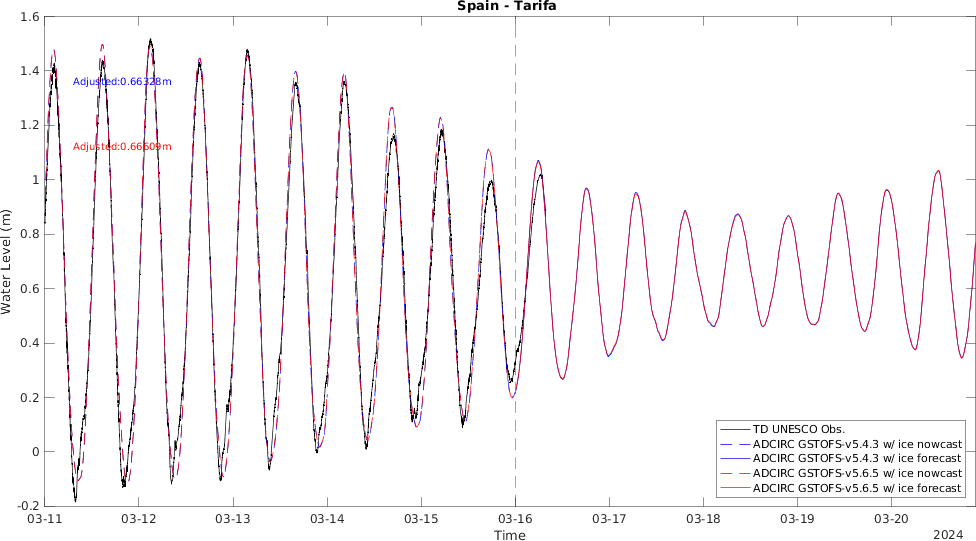 Spain - Tarifa
1.6
1.4
1.2
1
0.8
0.6
0.4
0.2
0
-0.2
Water Level (m)
Adjusted:0.66328m
Adjusted:0.66609m
TD UNESCO Obs.
ADCIRC GSTOFS-v5.4.3 w/ ice nowcast
ADCIRC GSTOFS-v5.4.3 w/ ice forecast
ADCIRC GSTOFS-v5.6.5 w/ ice nowcast
ADCIRC GSTOFS-v5.6.5 w/ ice forecast
03-11 03-12 03-13 03-14 03-15 03-16 03-17 03-18 03-19 03-20
Time
2024